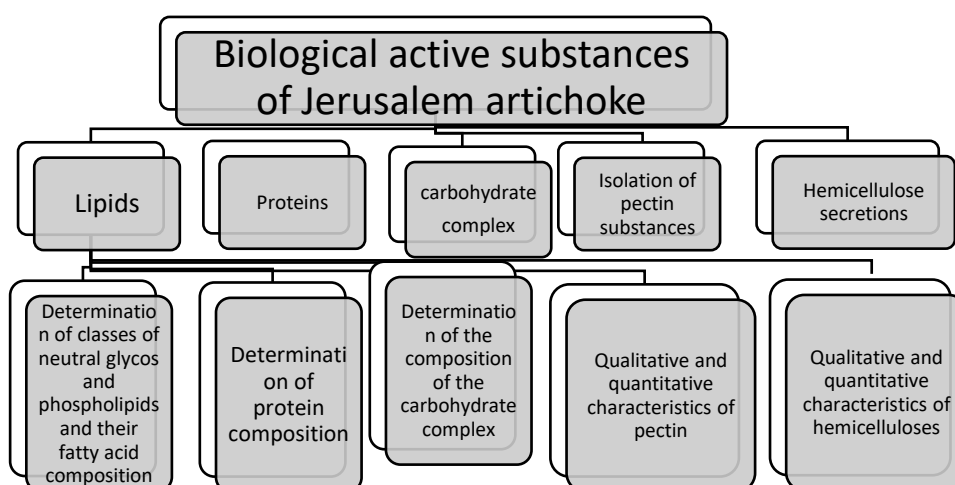 Biological active substances
of Jerusalem artichoke
Lipids
Proteins
carbohydrate
complex
Isolation of
pectin
substances
Hemicellulose
secretions
Determinatio
n of classes of
neutral glycos
and
phospholipids
and their
fatty acid
composition
Determinati
on of
protein
composition
Determinatio
n of the
composition
of the
carbohydrate
complex
Qualitative and
quantitative
characteristics of
pectin
Qualitative and
quantitative
characteristics of
hemicelluloses